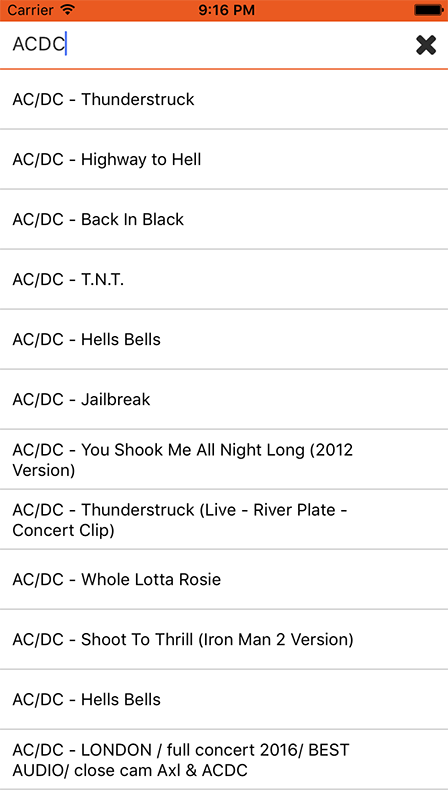 Carrier 9:16 PM
ACDC
AC/DC - Thunderstruck
AC/DC - Highway to Hell
AC/DC - Back In Black
AC/DC - T.N.T.
AC/DC - Hells Bells
AC/DC - Jailbreak
AC/DC - You Shook Me All Night Long (2012
Version)
AC/DC - Thunderstruck (Live - River Plate -
Concert Clip)
AC/DC - Whole Lotta Rosie
AC/DC - Shoot To Thrill (Iron Man 2 Version)
AC/DC - Hells Bells
AC/DC - LONDON / full concert 2016/ BEST
AUDIO/ close cam Axl & ACDC